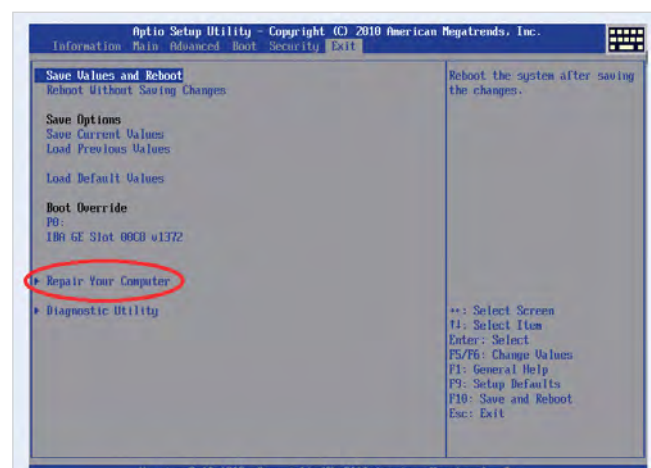 Aptio Setup Utility - Copyright (C) 2010 American Megatrends, Inc.
Information Main Advanced Boot Security Exit
Save Values and Reboot
Reboot Without Saving Changes
Save Options
Save Current Values
Load Previous Values
Load Default Values
Boot Override
P0:
IBA GE Slot 00C8 v1372
Repair Your Computer
Diagnostic Utility
Reboot the system after saving
the changes.
↔: Select Screen
↑↓: Select Item
Enter: Select
F5/F6: Change Values
F1: General Help
F9: Setup Defaults
F10: Save and Reboot
Esc: Exit